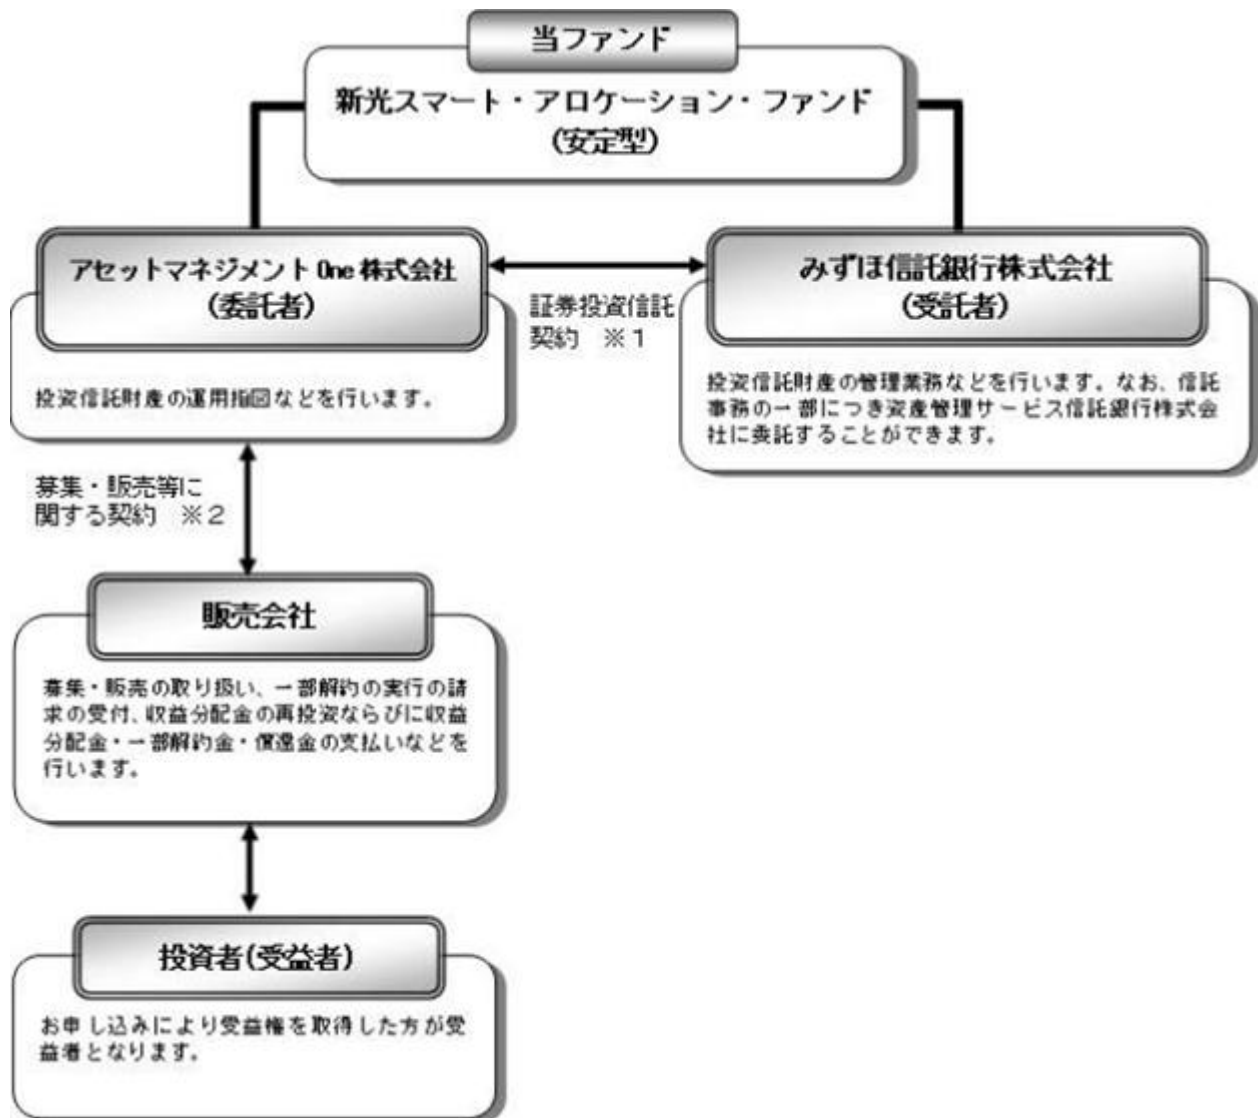 当ファンド
新光スマート・アロケーション・ファンド
(安定型)
アセットマネジメントOne株式会社
(委託者)
投資信託財産の運用指図などを行います。
証券投資信託
契約 ※1
みずほ信託銀行株式会社
(受託者)
投資信託財産の管理業務などを行います。なお、信託
事務の一部につき資産管理サービス信託銀行株式会
社に委託することができます。
募集・販売等に
関する契約 ※2
販売会社
募集・販売の取り扱い、一部解約の実行の請
求の受付、収益分配金の再投資ならびに収益
分配金・一部解約金・償還金の支払いなどを
行います。
投資者(受益者)
お申し込みにより受益権を取得した方が受
益者となります。